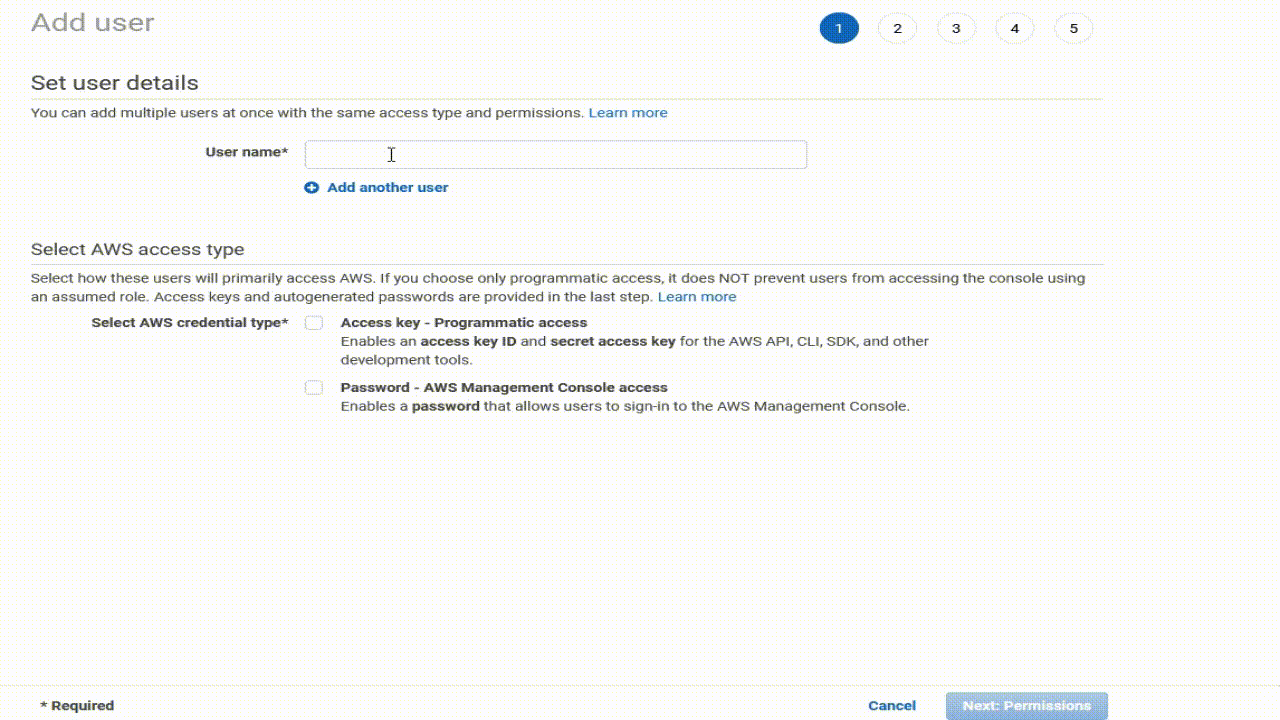 Add user
1 2 3 4 5
Set user details
You can add multiple users at once with the same access type and permissions. Learn more
User name*
Add another user
Select AWS access type
Select how these users will primarily access AWS. If you choose only programmatic access, it does NOT prevent users from accessing the console using
an assumed role. Access keys and autogenerated passwords are provided in the last step. Learn more
Select AWS credential type* Access key - Programmatic access
Enables an access key ID and secret access key for the AWS API, CLI, SDK, and other
development tools.
Password - AWS Management Console access
Enables a password that allows users to sign-in to the AWS Management Console.
* Required Cancel Next: Permissions